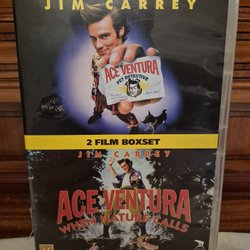 JIM CARREY
ACE VENTURA
PET DETECTIVE
2 FILM BOXSET
JIM CARREY
ACE VENTURA
WHEN NATURE CALLS